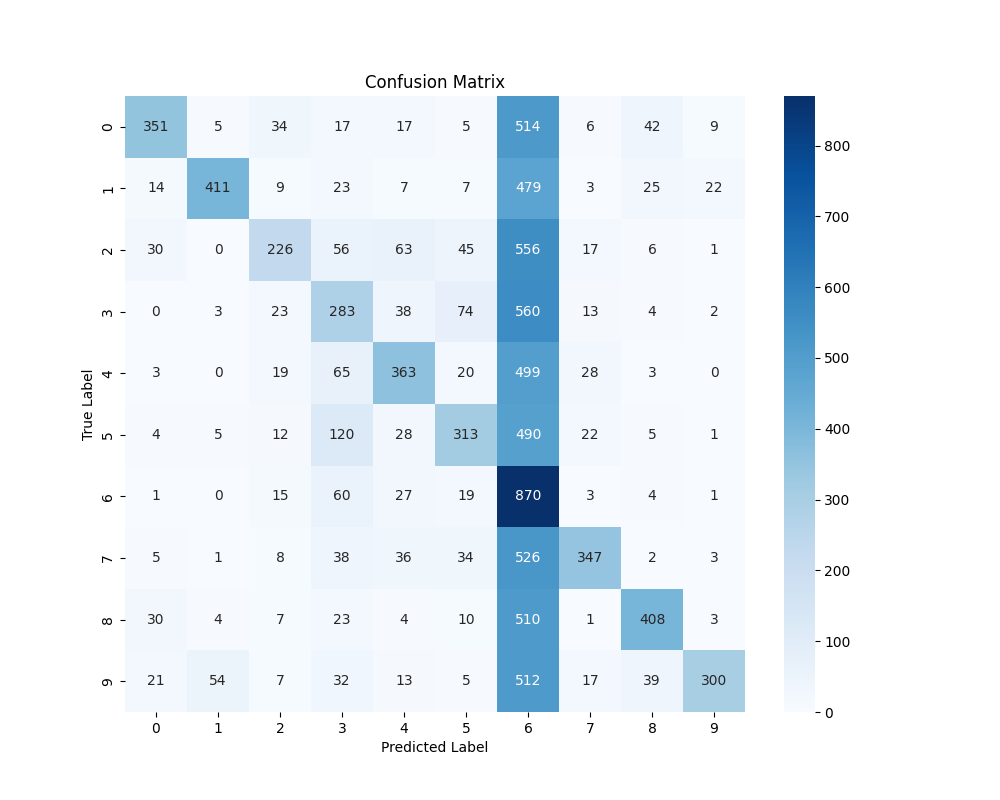 Confusion Matrix
0 351 5 34 17 17 5 514 6 42 9
1 14 411 9 23 7 7 479 3 25 22
2 30 0 226 56 63 45 556 17 6 1
3 0 3 23 283 38 74 560 13 4 2
4 3 0 19 65 363 20 499 28 3 0
5 4 5 12 120 28 313 490 22 5 1
6 1 0 15 60 27 19 870 3 4 1
7 5 1 8 38 36 34 526 347 2 3
8 30 4 7 23 4 10 510 1 408 3
9 21 54 7 32 13 5 512 17 39 300
0 1 2 3 4 5 6 7 8 9
Predicted Label
True Label
800
700
600
500
400
300
200
100
0